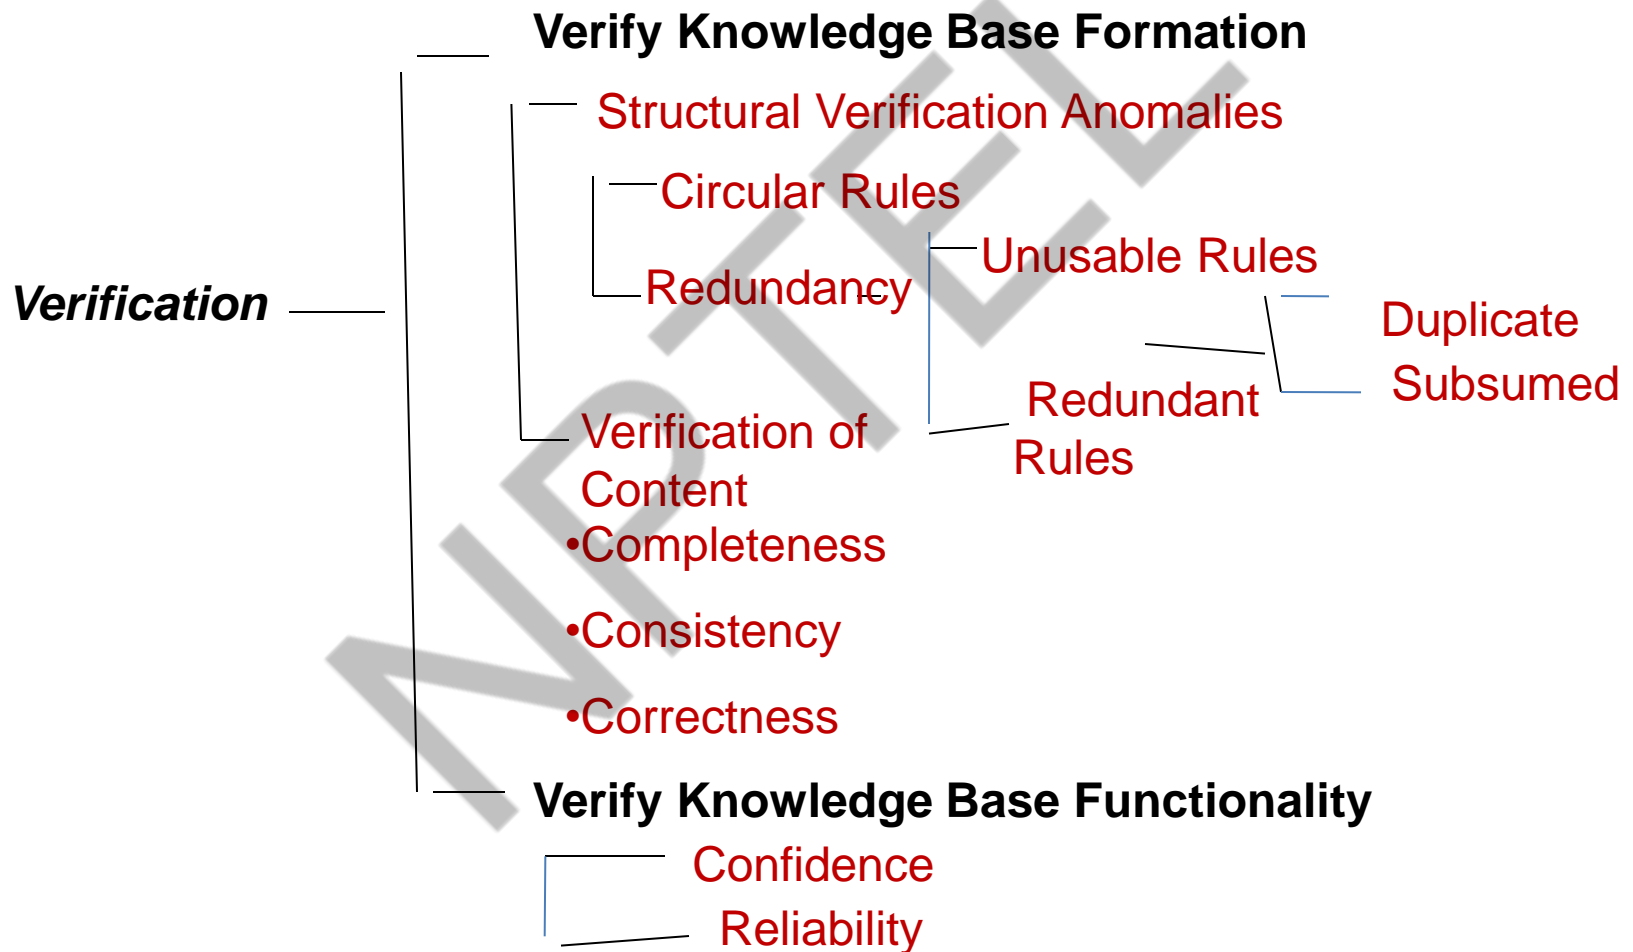 Verify Knowledge Base Formation
Structural Verification Anomalies
Circular Rules
Unusable Rules
Redundancy
Verification
Duplicate
Subsumed
Redundant
Rules
Verification of
Content
•Completeness
•Consistency
•Correctness
Verify Knowledge Base Functionality
Confidence
Reliability
NPTEL